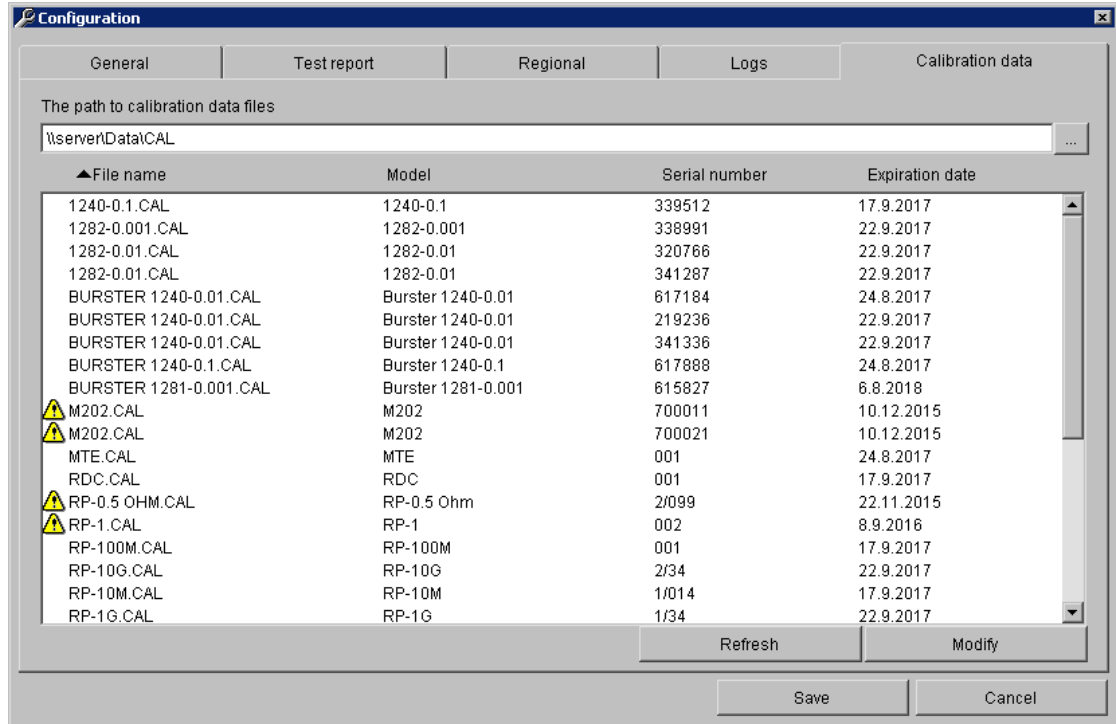 Configuration
General Test report Regional Logs Calibration data
The path to calibration data files
\\server\Data\CAL ...
File name Model Serial number Expiration date
1240-0.1.CAL 1240-0.1 339512 17.9.2017
1282-0.001.CAL 1282-0.001 338991 22.9.2017
1282-0.01.CAL 1282-0.01 320766 22.9.2017
1282-0.01.CAL 1282-0.01 341287 22.9.2017
BURSTER 1240-0.01.CAL Burster 1240-0.01 617184 24.8.2017
BURSTER 1240-0.01.CAL Burster 1240-0.01 219236 22.9.2017
BURSTER 1240-0.01.CAL Burster 1240-0.01 341336 22.9.2017
BURSTER 1240-0.1.CAL Burster 1240-0.1 617888 24.8.2017
BURSTER 1281-0.001.CAL Burster 1281-0.001 615827 6.8.2018
M202.CAL M202 700011 10.12.2015
M202.CAL M202 700021 10.12.2015
MTE.CAL MTE 001 24.8.2017
RDC.CAL RDC 001 17.9.2017
RP-0.5 OHM.CAL RP-0.5 Ohm 2/099 22.11.2015
RP-1.CAL RP-1 002 8.9.2016
RP-100M.CAL RP-100M 001 17.9.2017
RP-10G.CAL RP-10G 2/34 22.9.2017
RP-10M.CAL RP-10M 1/014 17.9.2017
RP-1G.CAL RP-1G 1/34 22.9.2017
Refresh Modify
Save Cancel